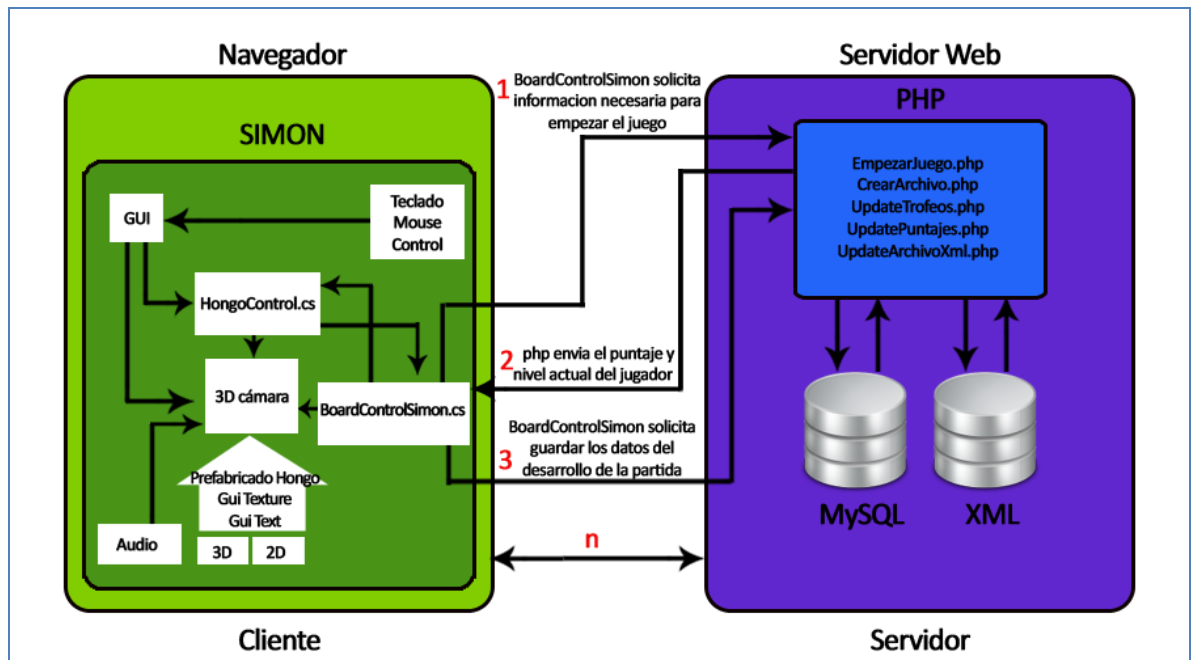 Navegador
SIMON
GUI
Teclado
Mouse
Control
HongoControl.cs
3D cámara
BoardControlSimon.cs
Prefabricado Hongo
Gui Texture
Gui Text
Audio
3D
2D
Cliente
1
BoardControlSimon solicita
informacion necesaria para
empezar el juego
2
php envia el puntaje y
nivel actual del jugador
3
BoardControlSimon solicita
guardar los datos del
desarrollo de la partida
n
Servidor Web
PHP
EmpezarJuego.php
CrearArchivo.php
UpdateTrofeos.php
UpdatePuntajes.php
UpdateArchivoXml.php
MySQL
XML
Servidor